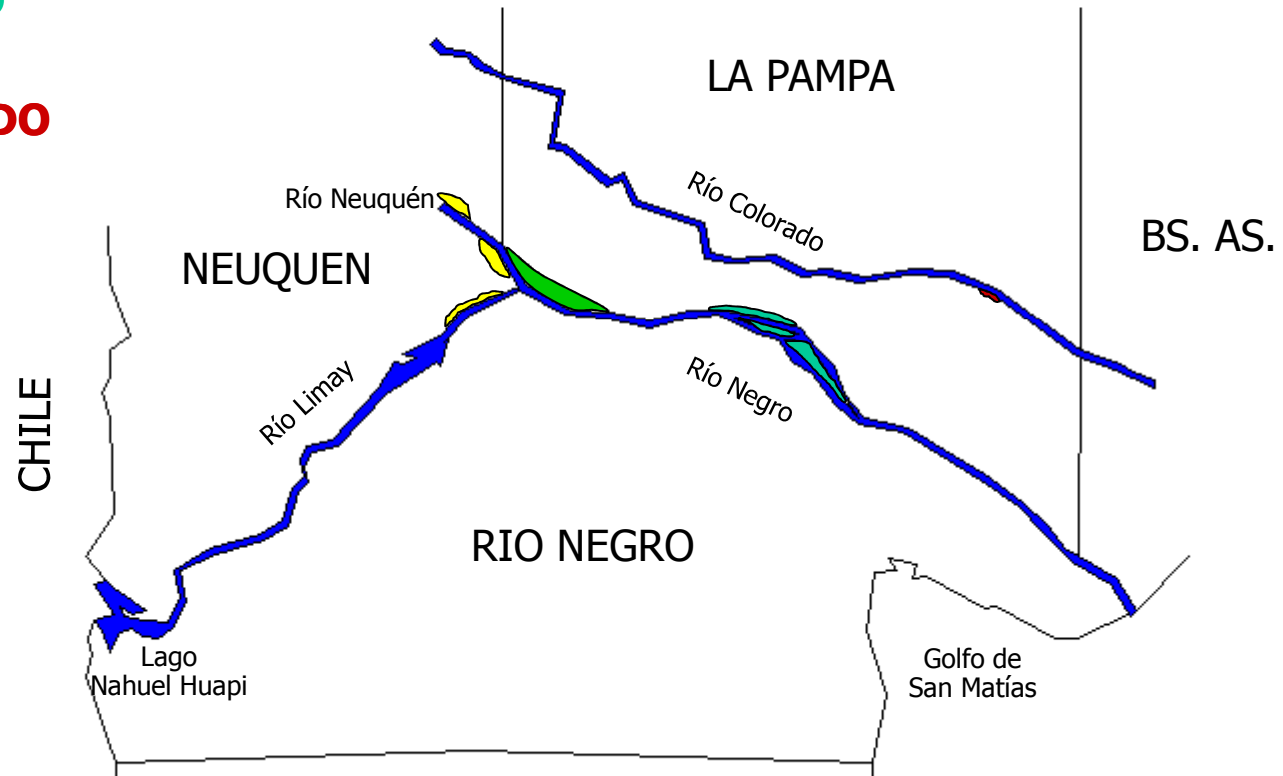 LA PAMPA
DO
Río Neuquén
Río Colorado
BS. AS.
NEUQUEN
Río Limay
Río Negro
CHILE
RIO NEGRO
Lago
Nahuel Huapi
Golfo de
San Matías